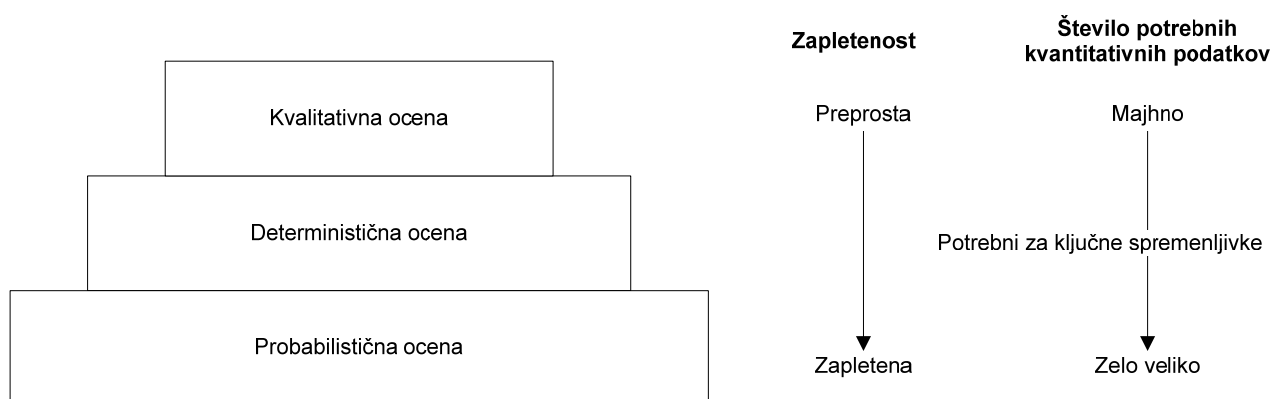 Zapletenost
Število potrebnih
kvantitativnih podatkov
Kvalitativna ocena
Preprosta
Majhno
Deterministična ocena
Potrebni za ključne spremenljivke
Probabilistična ocena
Zapletena
Zelo veliko